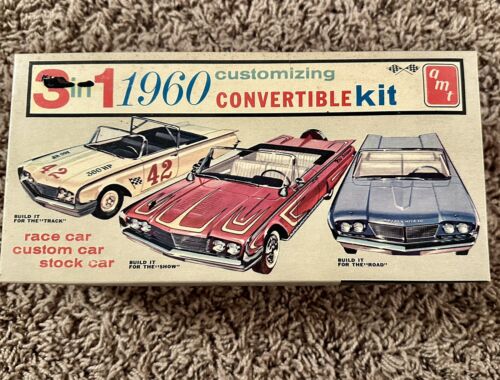 3 in 1 1960 customizing
CONVERTIBLE kit
amt
300 HP
42
42
BUILD IT
FOR THE "TRACK"
race car
custom car
stock car
BUILD IT
FOR THE "SHOW"
BUILD IT
FOR THE "ROAD"